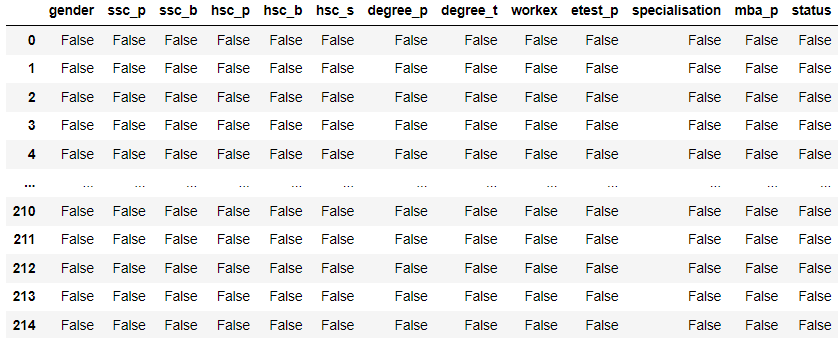 gender ssc_p ssc_b hsc_p hsc_b hsc_s degree_p degree_t workex etest_p specialisation mba_p status
0 False False False False False False False False False False False False False
1 False False False False False False False False False False False False False
2 False False False False False False False False False False False False False
3 False False False False False False False False False False False False False
4 False False False False False False False False False False False False False
... ... ... ... ... ... ... ... ... ... ... ... ... ...
210 False False False False False False False False False False False False False
211 False False False False False False False False False False False False False
212 False False False False False False False False False False False False False
213 False False False False False False False False False False False False False
214 False False False False False False False False False False False False False